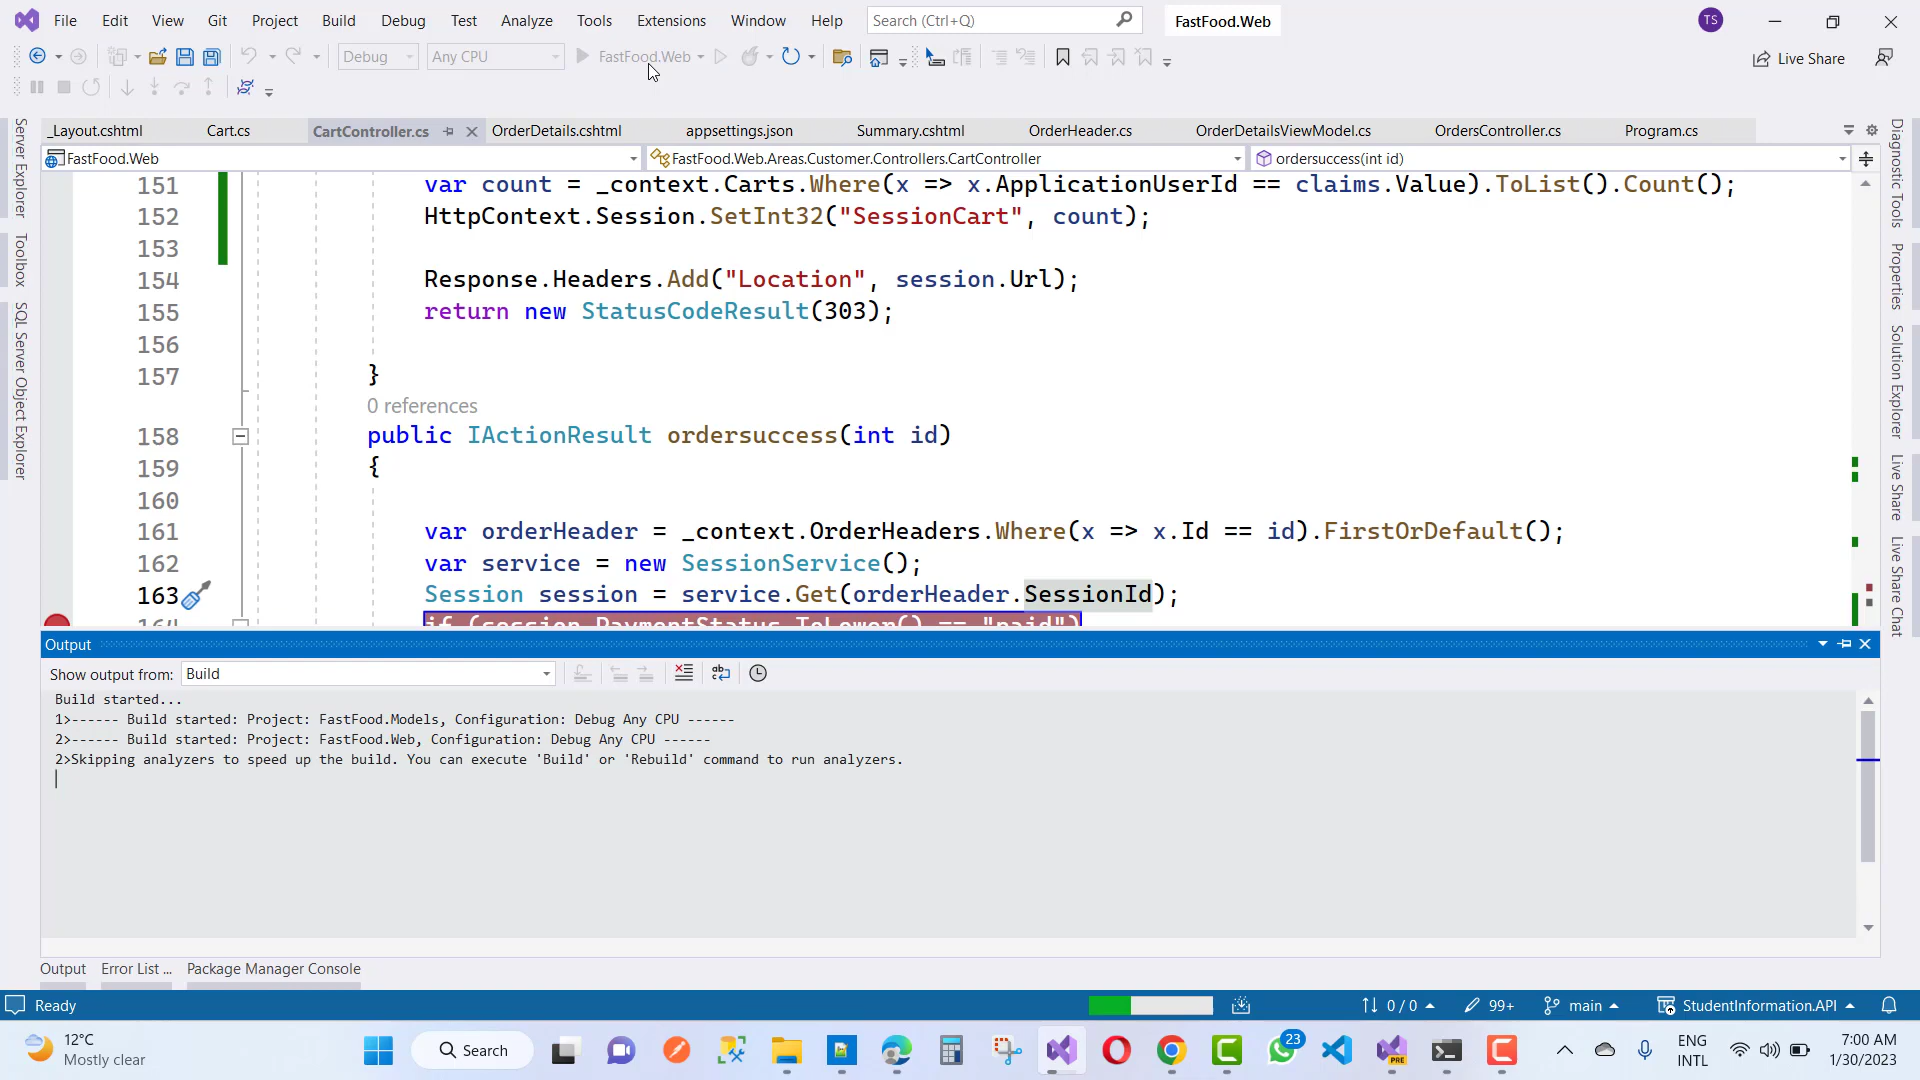 File Edit View Git Project Build Debug Test Analyze Tools Extensions Window Help Search (Ctrl+Q) FastFood.Web TS
Debug Any CPU FastFood.Web Live Share
_Layout.cshtml Cart.cs CartController.cs OrderDetails.cshtml appsettings.json Summary.cshtml OrderHeader.cs OrderDetailsViewModel.cs OrdersController.cs Program.cs
FastFood.Web FastFood.Web.Areas.Customer.Controllers.CartController ordersuccess(int id)
Server Explorer
Toolbox
SQL Server Object Explorer
151 var count = _context.Carts.Where(x => x.ApplicationUserId == claims.Value).ToList().Count();
152 HttpContext.Session.SetInt32("SessionCart", count);
153
154 Response.Headers.Add("Location", session.Url);
155 return new StatusCodeResult(303);
156
157 }
0 references
158 public IActionResult ordersuccess(int id)
159 {
160
161 var orderHeader = _context.OrderHeaders.Where(x => x.Id == id).FirstOrDefault();
162 var service = new SessionService();
163 Session session = service.Get(orderHeader.SessionId);
164 if (session.PaymentStatus.ToLower() == "paid")
Diagnostic Tools
Properties
Solution Explorer
Live Share
Live Share Chat
Output
Show output from: Build
Build started...
1>------ Build started: Project: FastFood.Models, Configuration: Debug Any CPU ------
2>------ Build started: Project: FastFood.Web, Configuration: Debug Any CPU ------
2>Skipping analyzers to speed up the build. You can execute 'Build' or 'Rebuild' command to run analyzers.
Output Error List ... Package Manager Console
Ready 0 / 0 99+ main StudentInformation.API
12°C
Mostly clear
Search
23
PRE
ENG
INTL
7:00 AM
1/30/2023